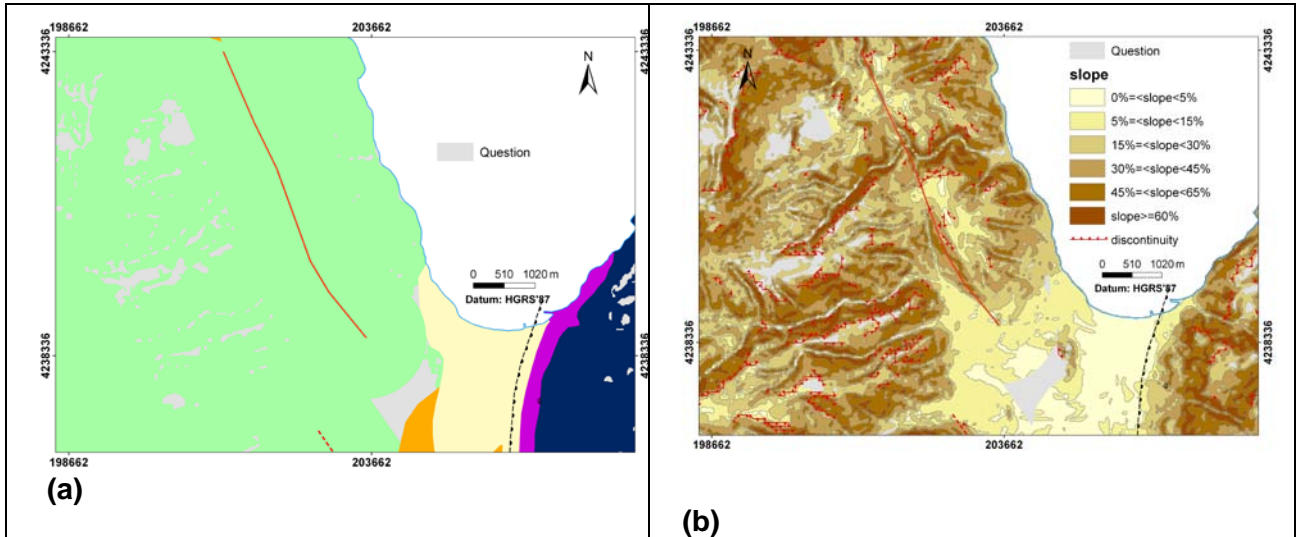 198662 203662
4243336 4243336
N
Question
0 510 1020 m
Datum: HGRS'87
4238336 4238336
198662 203662
(a)
198662 203662
4243336 4243336
N
Question
slope
0%=<slope<5%
5%=<slope<15%
15%=<slope<30%
30%=<slope<45%
45%=<slope<65%
slope>=60%
discontinuity
0 510 1020 m
Datum: HGRS'87
4238336 4238336
198662 203662
(b)